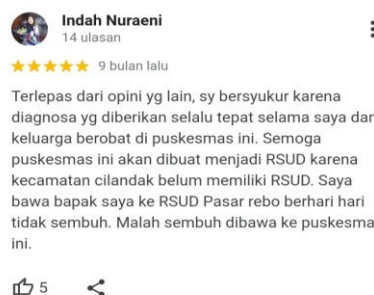 Indah Nuraeni
14 ulasan
9 bulan lalu
Terlepas dari opini yg lain, sy bersyukur karena
diagnosa yg diberikan selalu tepat selama saya dan
keluarga berobat di puskesmas ini. Semoga
puskesmas ini akan dibuat menjadi RSUD karena
kecamatan cilandak belum memiliki RSUD. Saya
bawa bapak saya ke RSUD Pasar rebo berhari hari
tidak sembuh. Malah sembuh dibawa ke puskesma
ini.
5